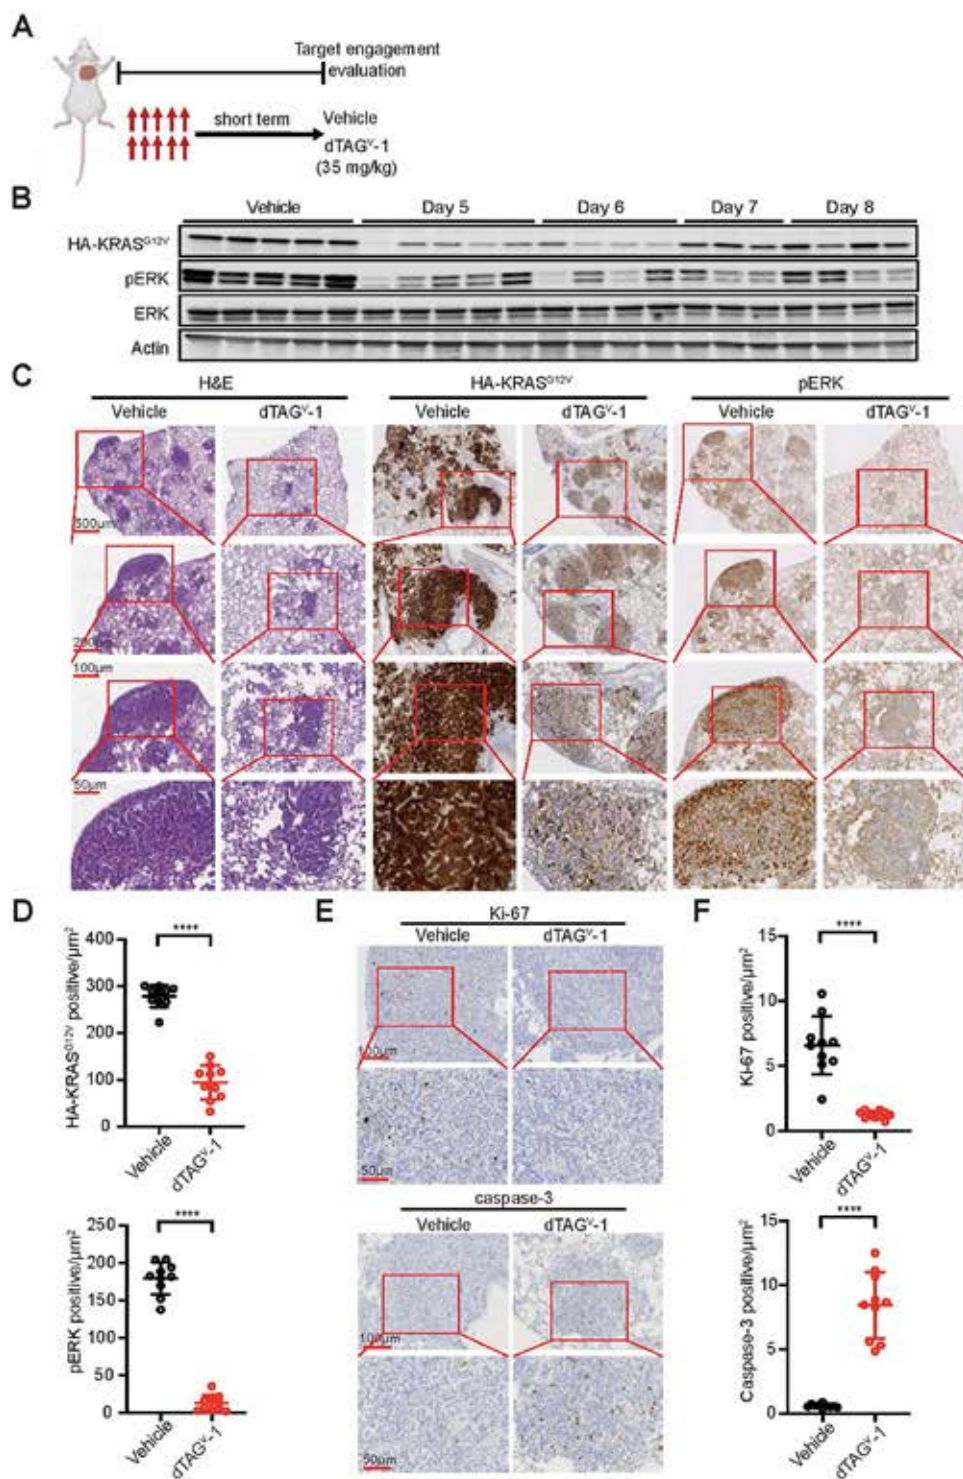 A
Target engagement
evaluation
short term
Vehicle
dTAGⱽ-1
(35 mg/kg)
B
Vehicle Day 5 Day 6 Day 7 Day 8
HA-KRASᴳ¹²ⱽ
pERK
ERK
Actin
C
H&E HA-KRASᴳ¹²ⱽ pERK
Vehicle dTAGⱽ-1 Vehicle dTAGⱽ-1 Vehicle dTAGⱽ-1
500µm
200µm
100µm
50µm
D
****
HA-KRASᴳ¹²ⱽ positive/µm²
400
300
200
100
0
Vehicle
dTAGⱽ-1
****
pERK positive/µm²
250
200
150
100
50
0
Vehicle
dTAGⱽ-1
E
Ki-67
Vehicle dTAGⱽ-1
100µm
50µm
caspase-3
Vehicle dTAGⱽ-1
100µm
50µm
F
****
Ki-67 positive/µm²
15
10
5
0
Vehicle
dTAGⱽ-1
****
Caspase-3 positive/µm²
15
10
5
0
Vehicle
dTAGⱽ-1